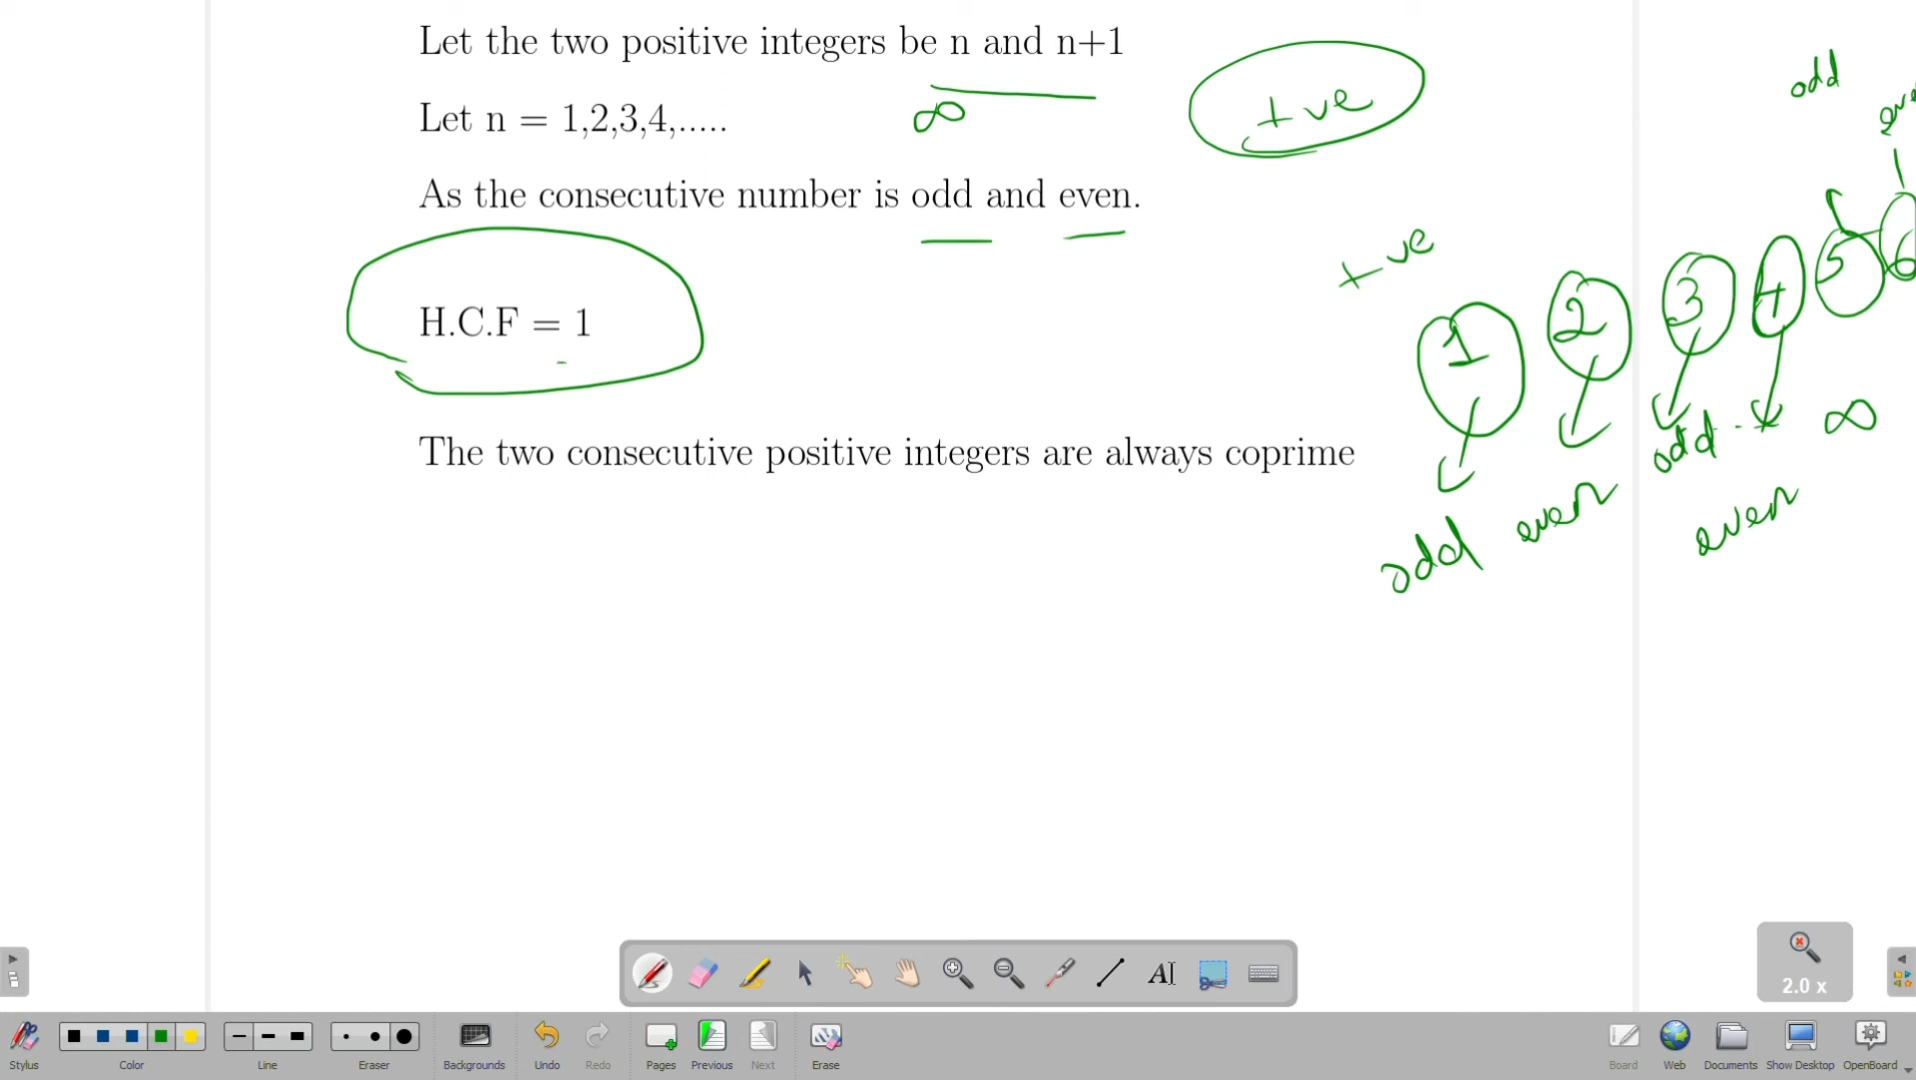 Let the two positive integers be n and n+1
Let n = 1,2,3,4,.....
∞
+ve
odd
As the consecutive number is odd and even.
+ve
1 2 3 4 5 6
H.C.F = 1
∞
The two consecutive positive integers are always coprime
odd even odd even
2.0 x
Stylus Color Line Eraser Backgrounds Undo Redo Pages Previous Next Erase Board Web Documents Show Desktop OpenBoard